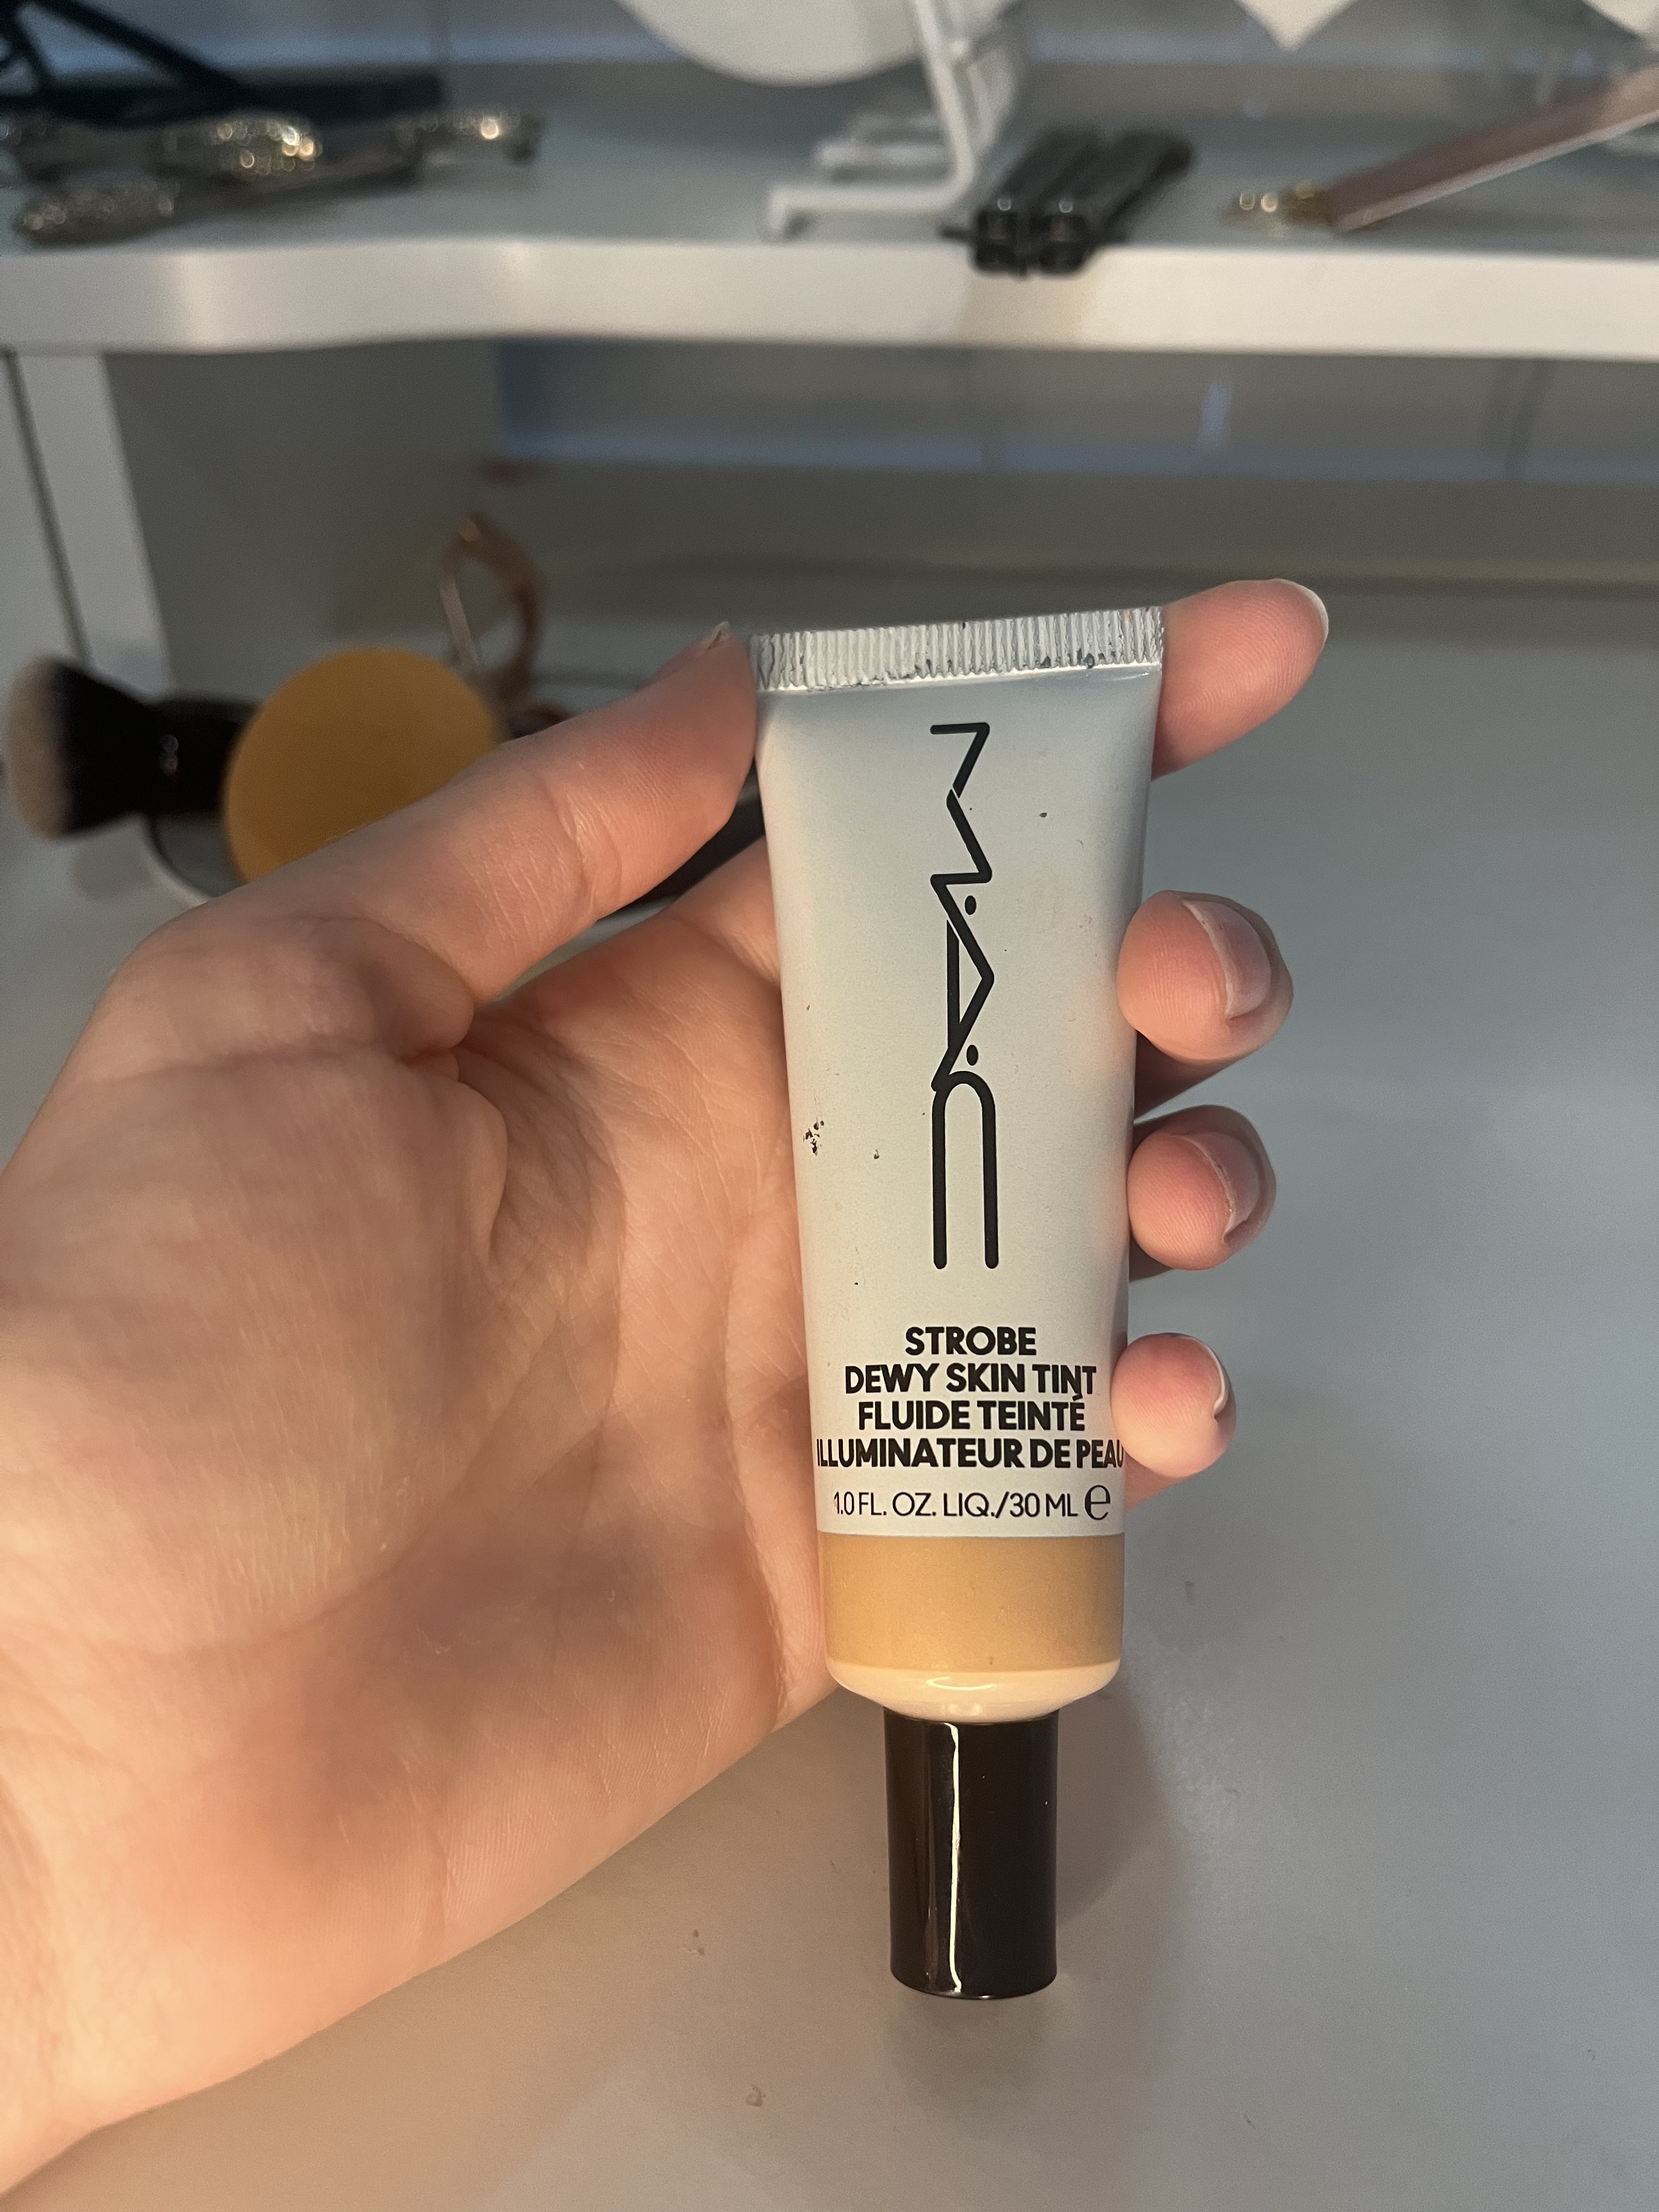 M·A·C
STROBE
DEWY SKIN TINT
FLUIDE TEINTÉ
ILLUMINATEUR DE PEAU
1.0 FL. OZ. LIQ./30 ML e